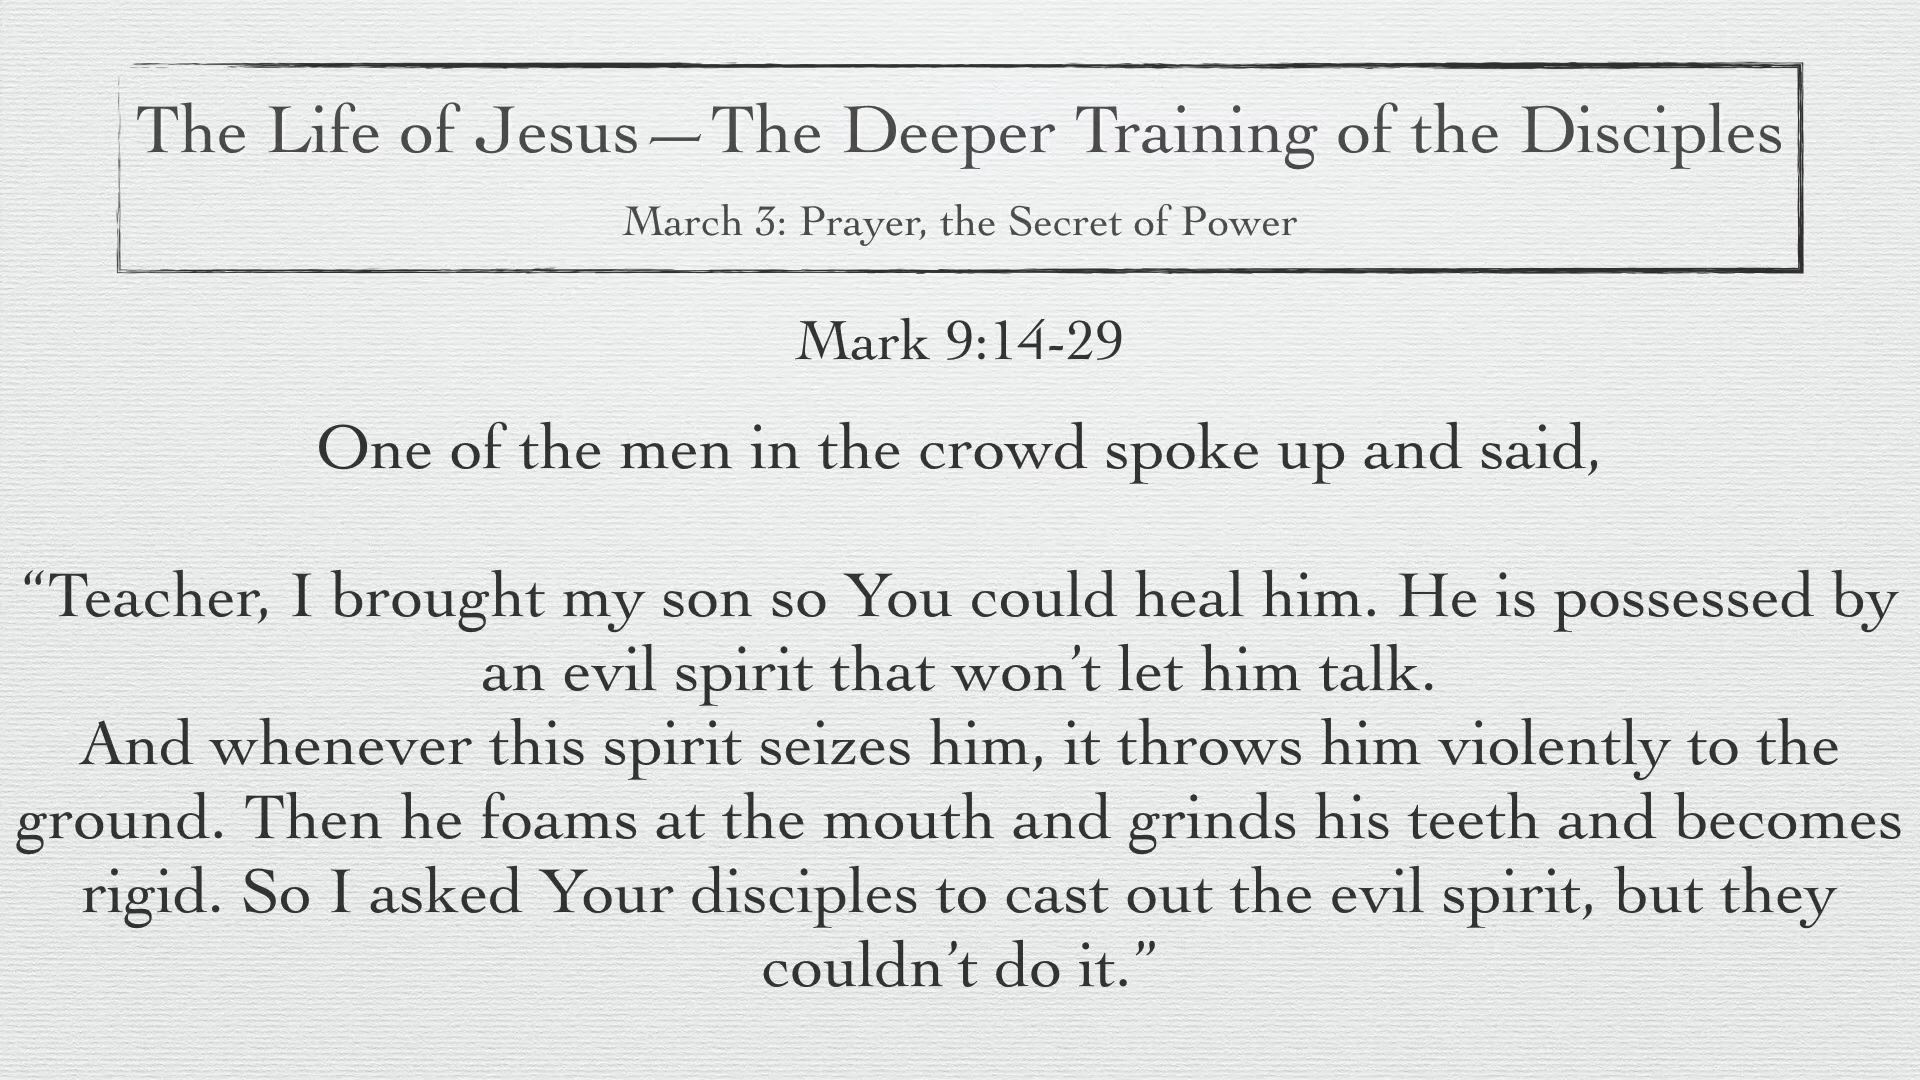 The Life of Jesus—The Deeper Training of the Disciples
March 3: Prayer, the Secret of Power
Mark 9:14-29
One of the men in the crowd spoke up and said,
“Teacher, I brought my son so You could heal him. He is possessed by
an evil spirit that won’t let him talk.
And whenever this spirit seizes him, it throws him violently to the
ground. Then he foams at the mouth and grinds his teeth and becomes
rigid. So I asked Your disciples to cast out the evil spirit, but they
couldn’t do it.”